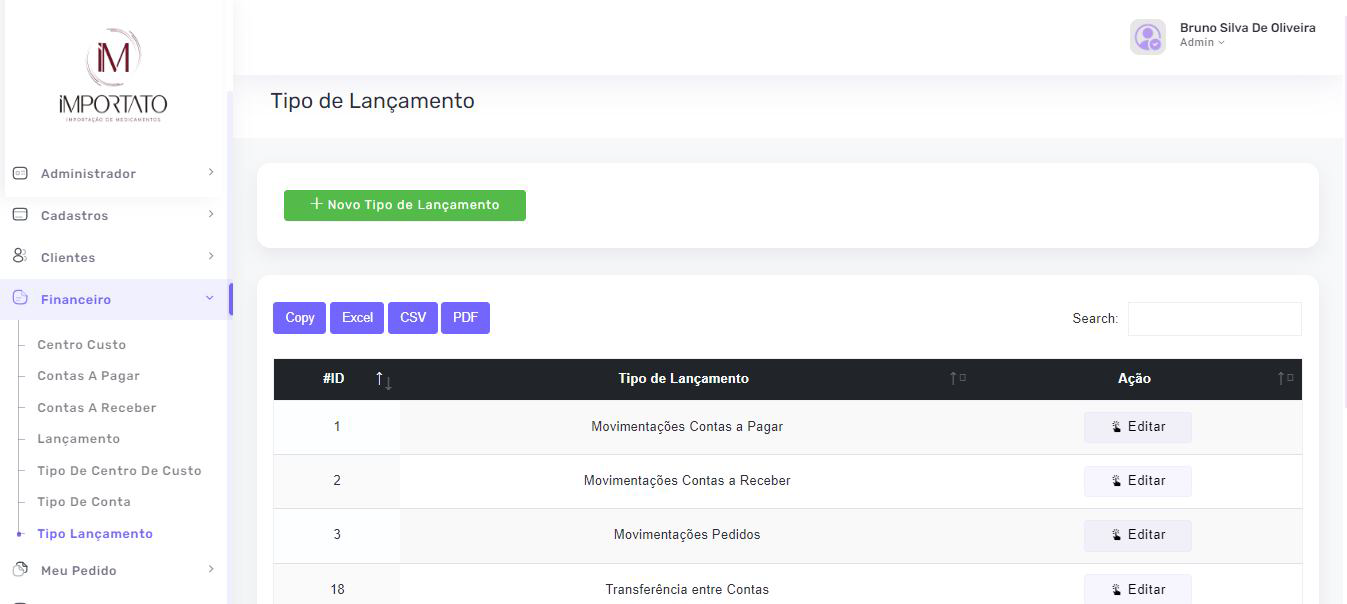 iM
iMPORTATO
IMPORTAÇÃO DE MEDICAMENTOS
Administrador
Cadastros
Clientes
Financeiro
Centro Custo
Contas A Pagar
Contas A Receber
Lançamento
Tipo De Centro De Custo
Tipo De Conta
Tipo Lançamento
Meu Pedido
Bruno Silva De Oliveira
Admin
Tipo de Lançamento
+ Novo Tipo de Lançamento
Copy Excel CSV PDF Search:
#ID Tipo de Lançamento Ação
1 Movimentações Contas a Pagar Editar
2 Movimentações Contas a Receber Editar
3 Movimentações Pedidos Editar
18 Transferência entre Contas Editar